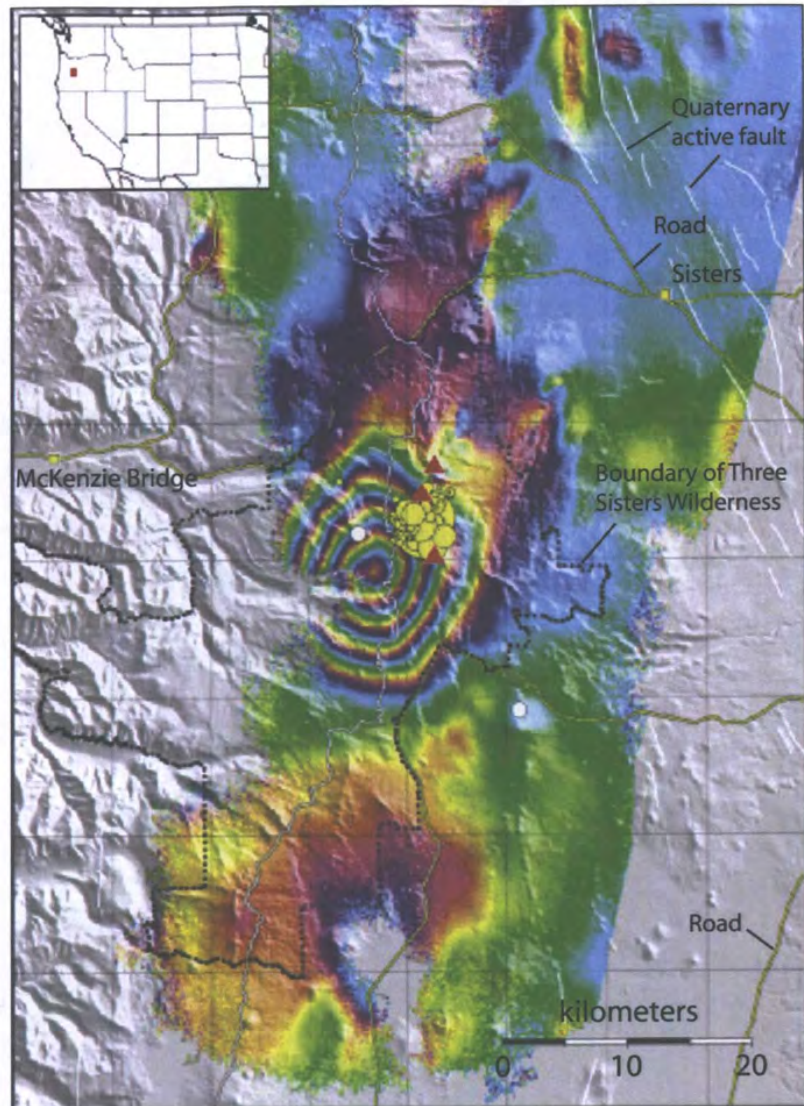 Quaternary
active fault
Road
Sisters
McKenzie Bridge
Boundary of Three
Sisters Wilderness
Road
kilometers
0 10 20